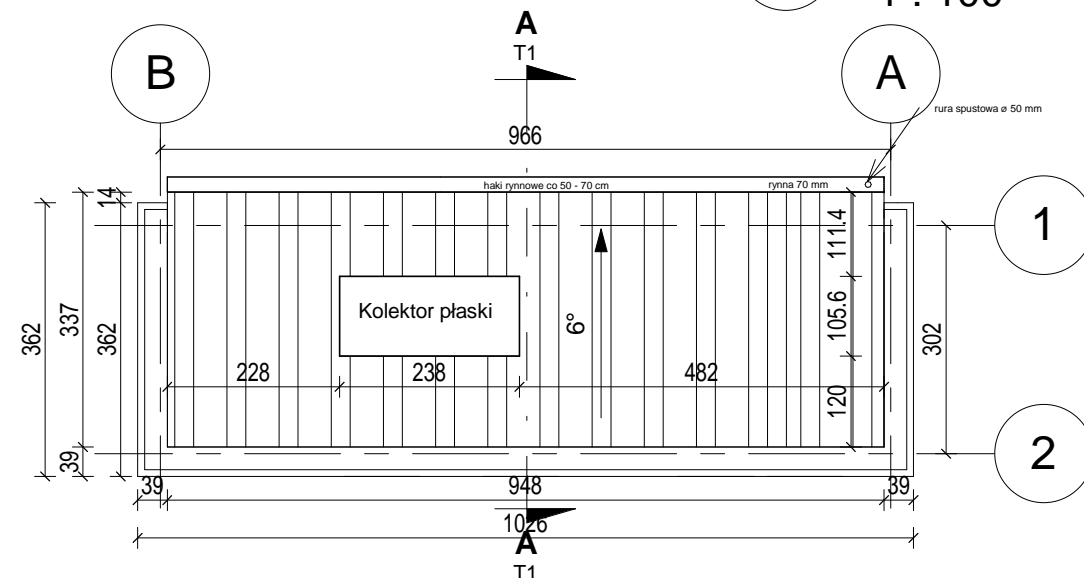 1 : 100
A
T1
B
A
rura spustowa ø 50 mm
966
haki rynnowe co 50 - 70 cm
rynna 70 mm
14
1
111.4
Kolektor płaski
6°
105.6
362
337
362
302
228
238
482
120
39
2
39
948
39
1026
A
T1